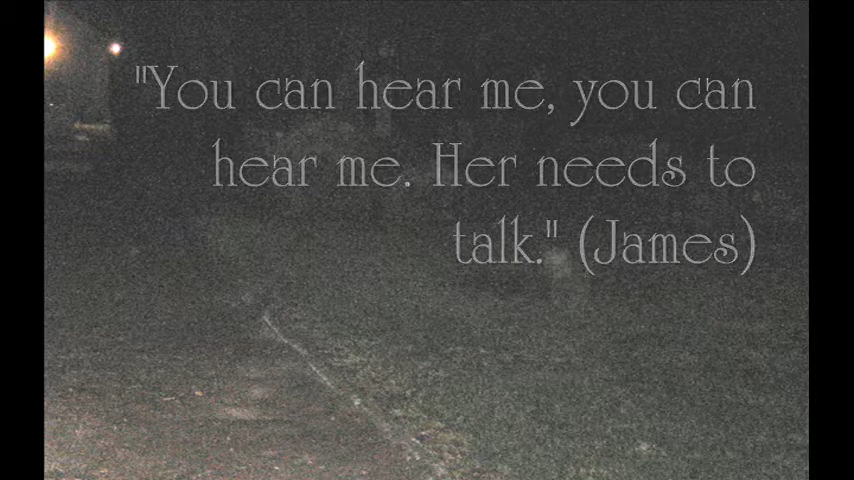 "You can hear me, you can
hear me. Her needs to
talk." (James)